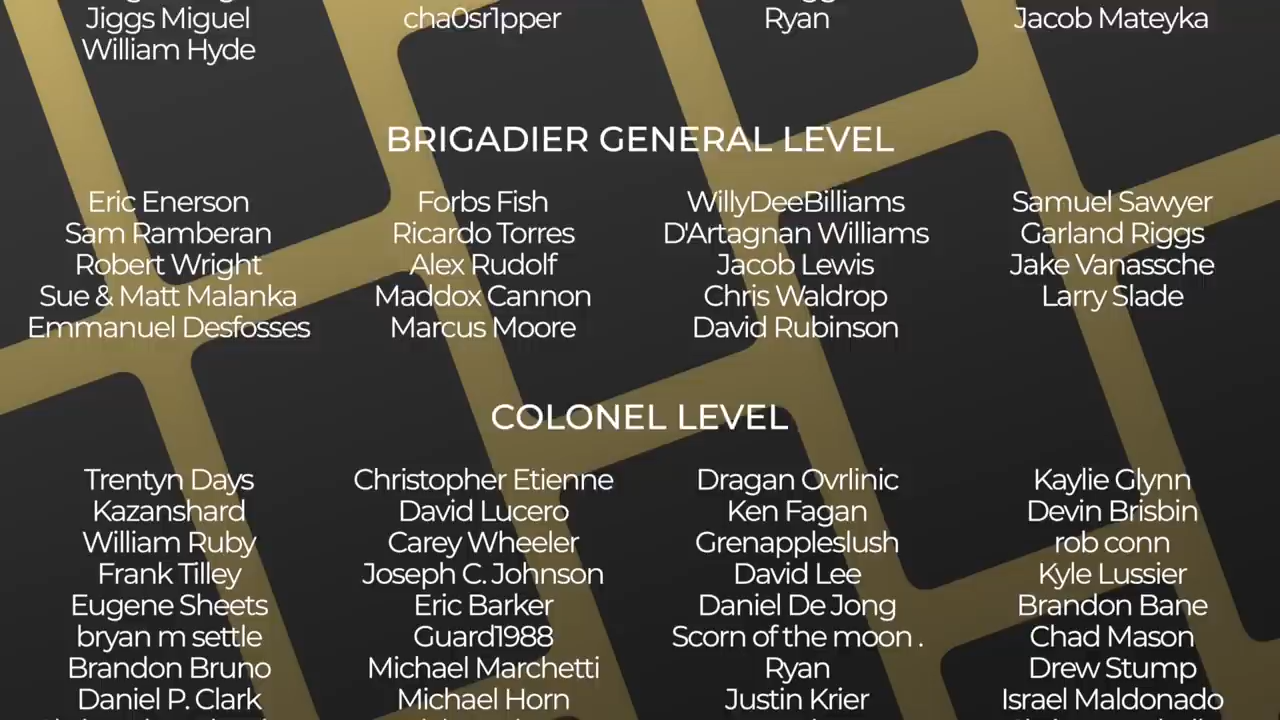 Jiggs Miguel cha0sr1pper Ryan Jacob Mateyka
William Hyde
BRIGADIER GENERAL LEVEL
Eric Enerson Forbs Fish WillyDeeBilliams Samuel Sawyer
Sam Ramberan Ricardo Torres D'Artagnan Williams Garland Riggs
Robert Wright Alex Rudolf Jacob Lewis Jake Vanassche
Sue & Matt Malanka Maddox Cannon Chris Waldrop Larry Slade
Emmanuel Desfosses Marcus Moore David Rubinson
COLONEL LEVEL
Trentyn Days Christopher Etienne Dragan Ovrlinic Kaylie Glynn
Kazanshard David Lucero Ken Fagan Devin Brisbin
William Ruby Carey Wheeler Grenappleslush rob conn
Frank Tilley Joseph C. Johnson David Lee Kyle Lussier
Eugene Sheets Eric Barker Daniel De Jong Brandon Bane
bryan m settle Guard1988 Scorn of the moon . Chad Mason
Brandon Bruno Michael Marchetti Ryan Drew Stump
Daniel P. Clark Michael Horn Justin Krier Israel Maldonado